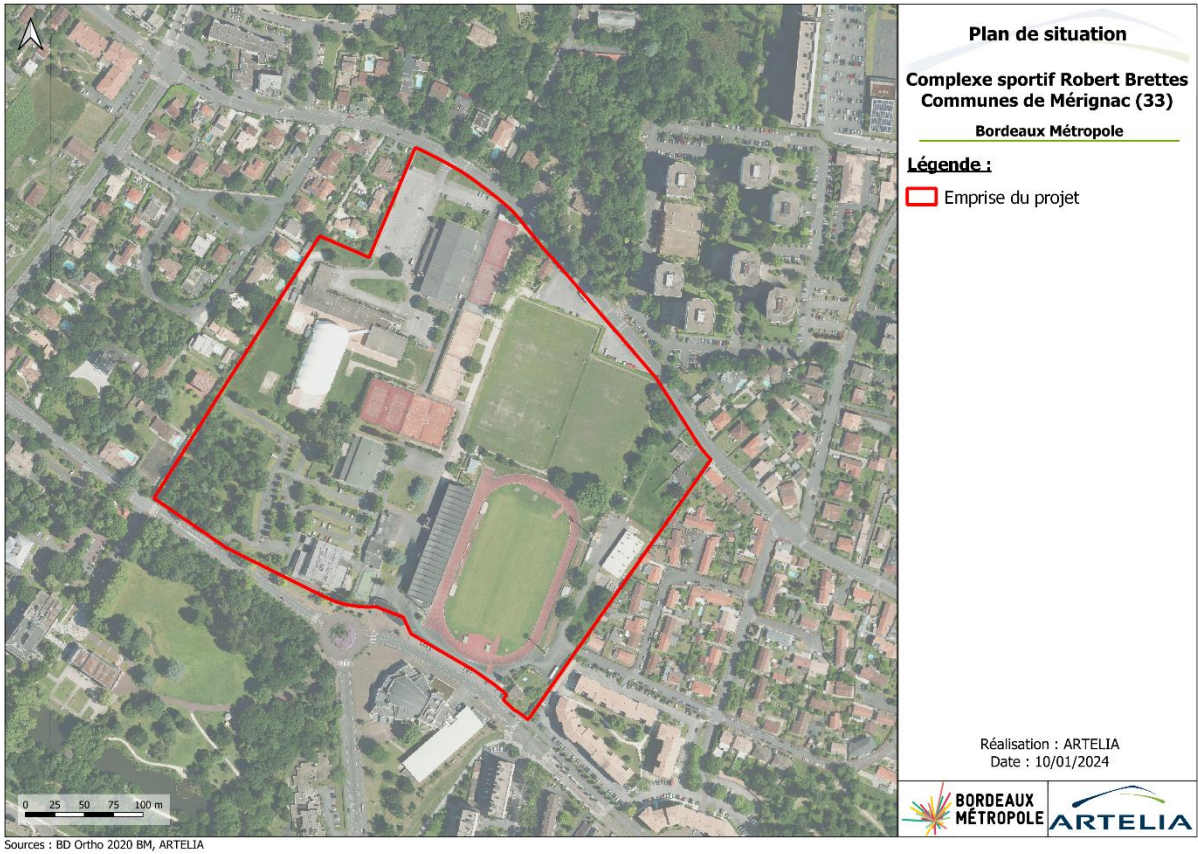 Plan de situation
Complexe sportif Robert Brettes
Communes de Mérignac (33)
Bordeaux Métropole
Légende :
Emprise du projet
Réalisation : ARTELIA
Date : 10/01/2024
BORDEAUX
MÉTROPOLE
ARTELIA
0 25 50 75 100 m
Sources : BD Ortho 2020 BM, ARTELIA